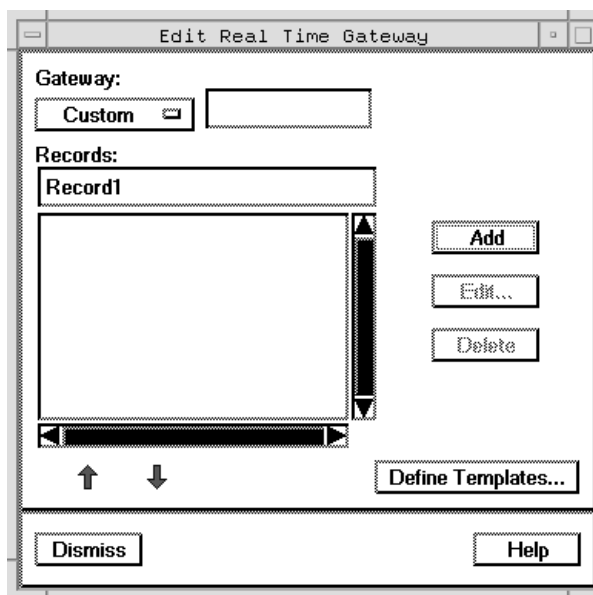 Edit Real Time Gateway
Gateway:
Custom
Records:
Record1
Add
Edit...
Delete
Define Templates...
Dismiss
Help